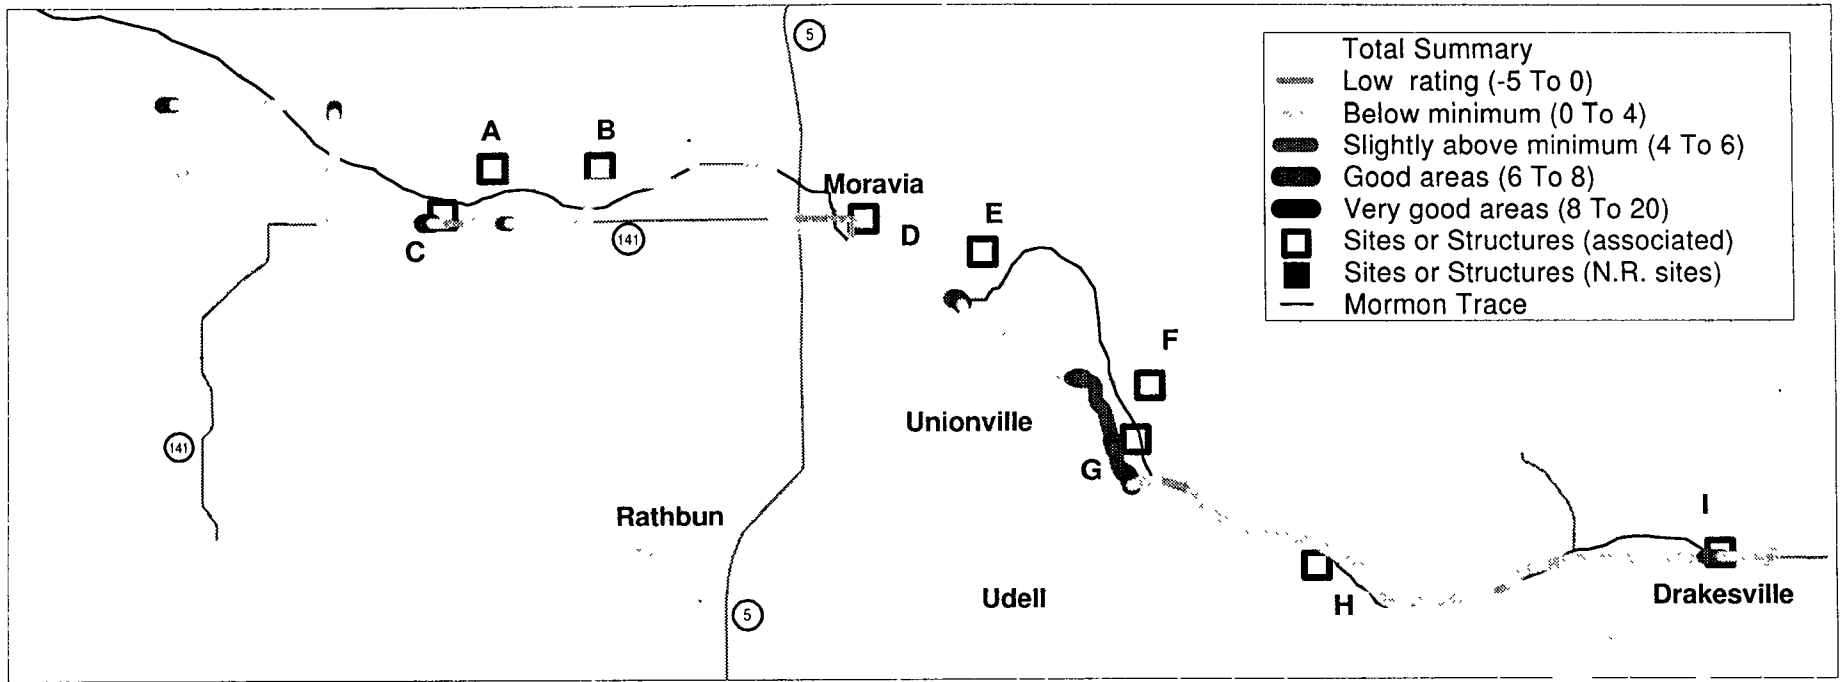 5
Total Summary
Low rating (-5 To 0)
Below minimum (0 To 4)
Slightly above minimum (4 To 6)
Good areas (6 To 8)
Very good areas (8 To 20)
Sites or Structures (associated)
Sites or Structures (N.R. sites)
Mormon Trace
A
B
Moravia
E
D
C
141
F
Unionville
141
G
Rathbun
I
Udell
H
Drakesville
5